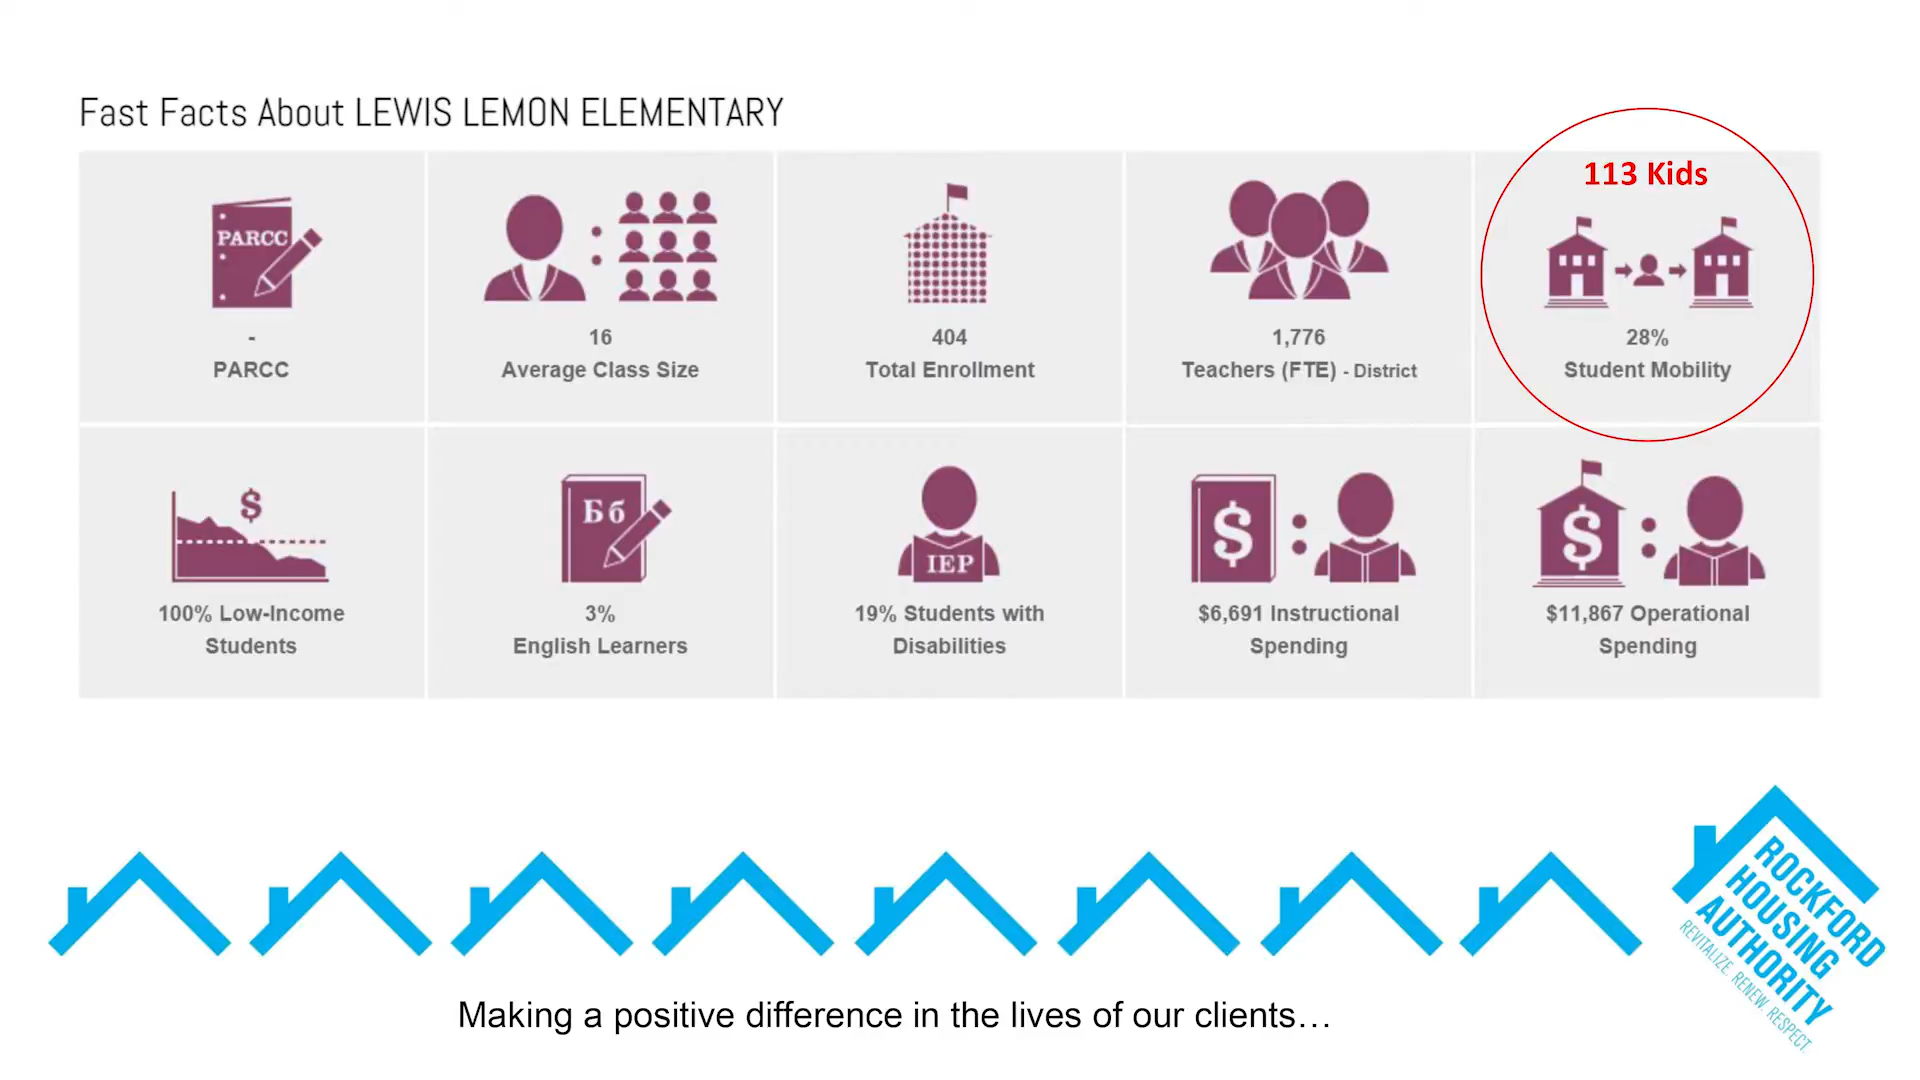 Fast Facts About LEWIS LEMON ELEMENTARY
113 Kids
PARCC
-
PARCC
16
Average Class Size
404
Total Enrollment
1,776
Teachers (FTE) - District
28%
Student Mobility
$
100% Low-Income
Students
Бб
3%
English Learners
IEP
19% Students with
Disabilities
$
$6,691 Instructional
Spending
$
$11,867 Operational
Spending
ROCKFORD
HOUSING
AUTHORITY
REVITALIZE. RENEW. RESPECT.
Making a positive difference in the lives of our clients…